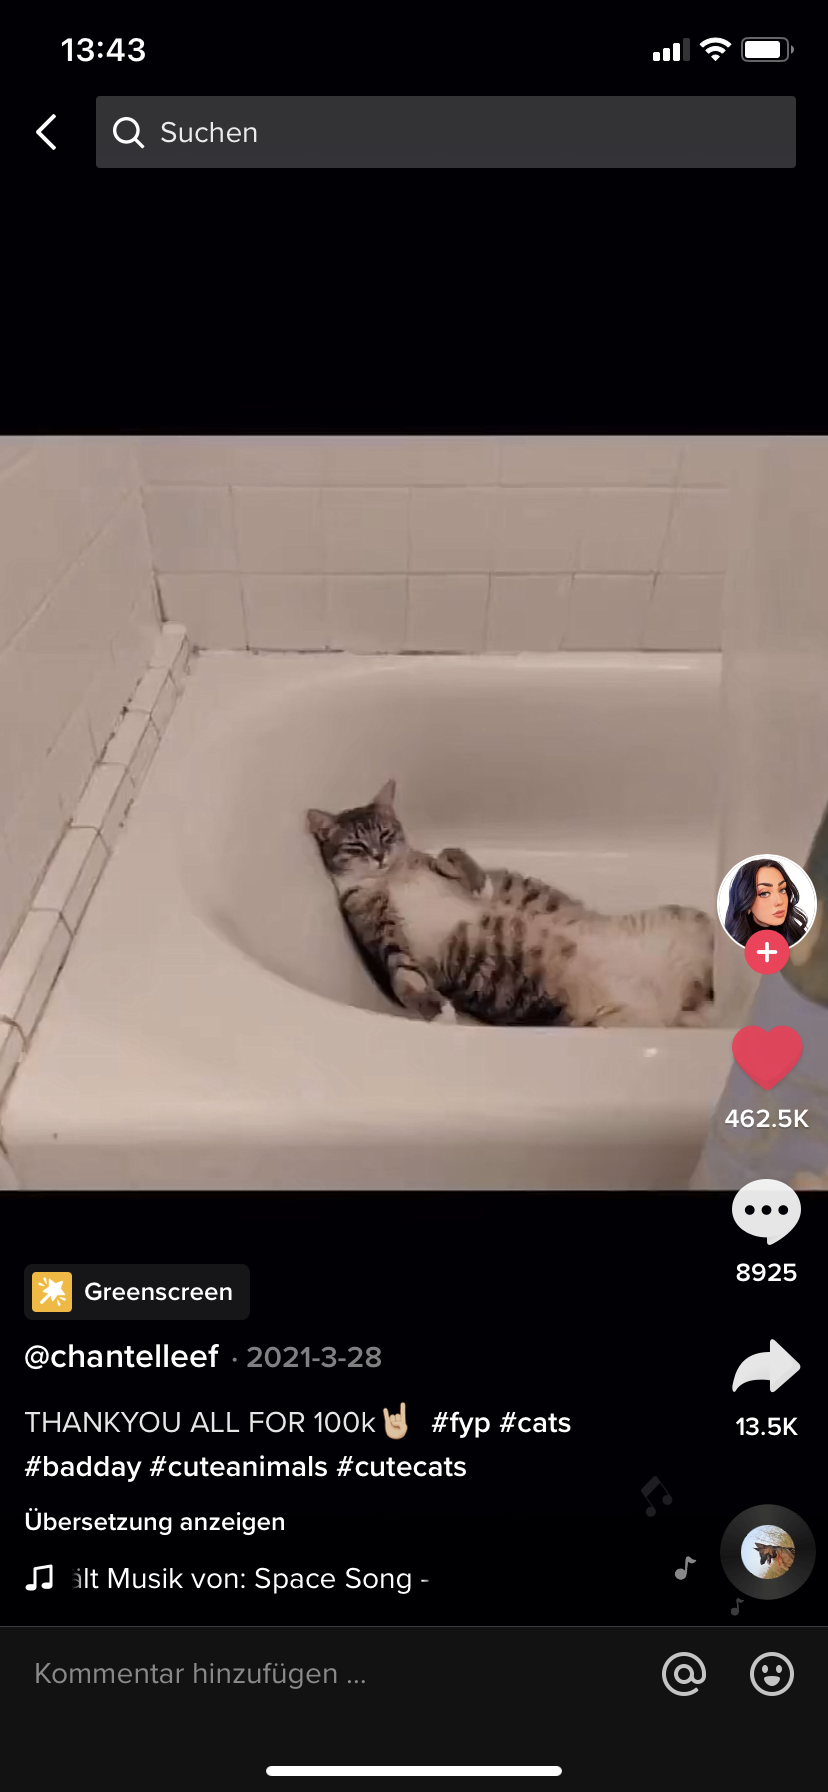 13:43
Suchen
462.5K
8925
Greenscreen
@chantelleef · 2021-3-28
THANKYOU ALL FOR 100k🤘 #fyp #cats
13.5K
#badday #cuteanimals #cutecats
Übersetzung anzeigen
ält Musik von: Space Song -
Kommentar hinzufügen ...